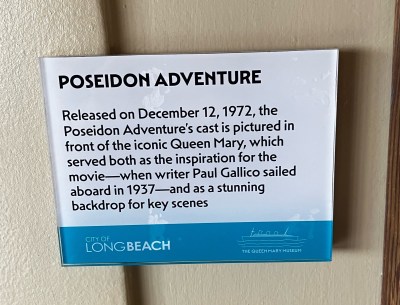 POSEIDON ADVENTURE
Released on December 12, 1972, the
Poseidon Adventure's cast is pictured in
front of the iconic Queen Mary, which
served both as the inspiration for the
movie—when writer Paul Gallico sailed
aboard in 1937—and as a stunning
backdrop for key scenes
CITY OF
LONGBEACH
THE QUEEN MARY MUSEUM